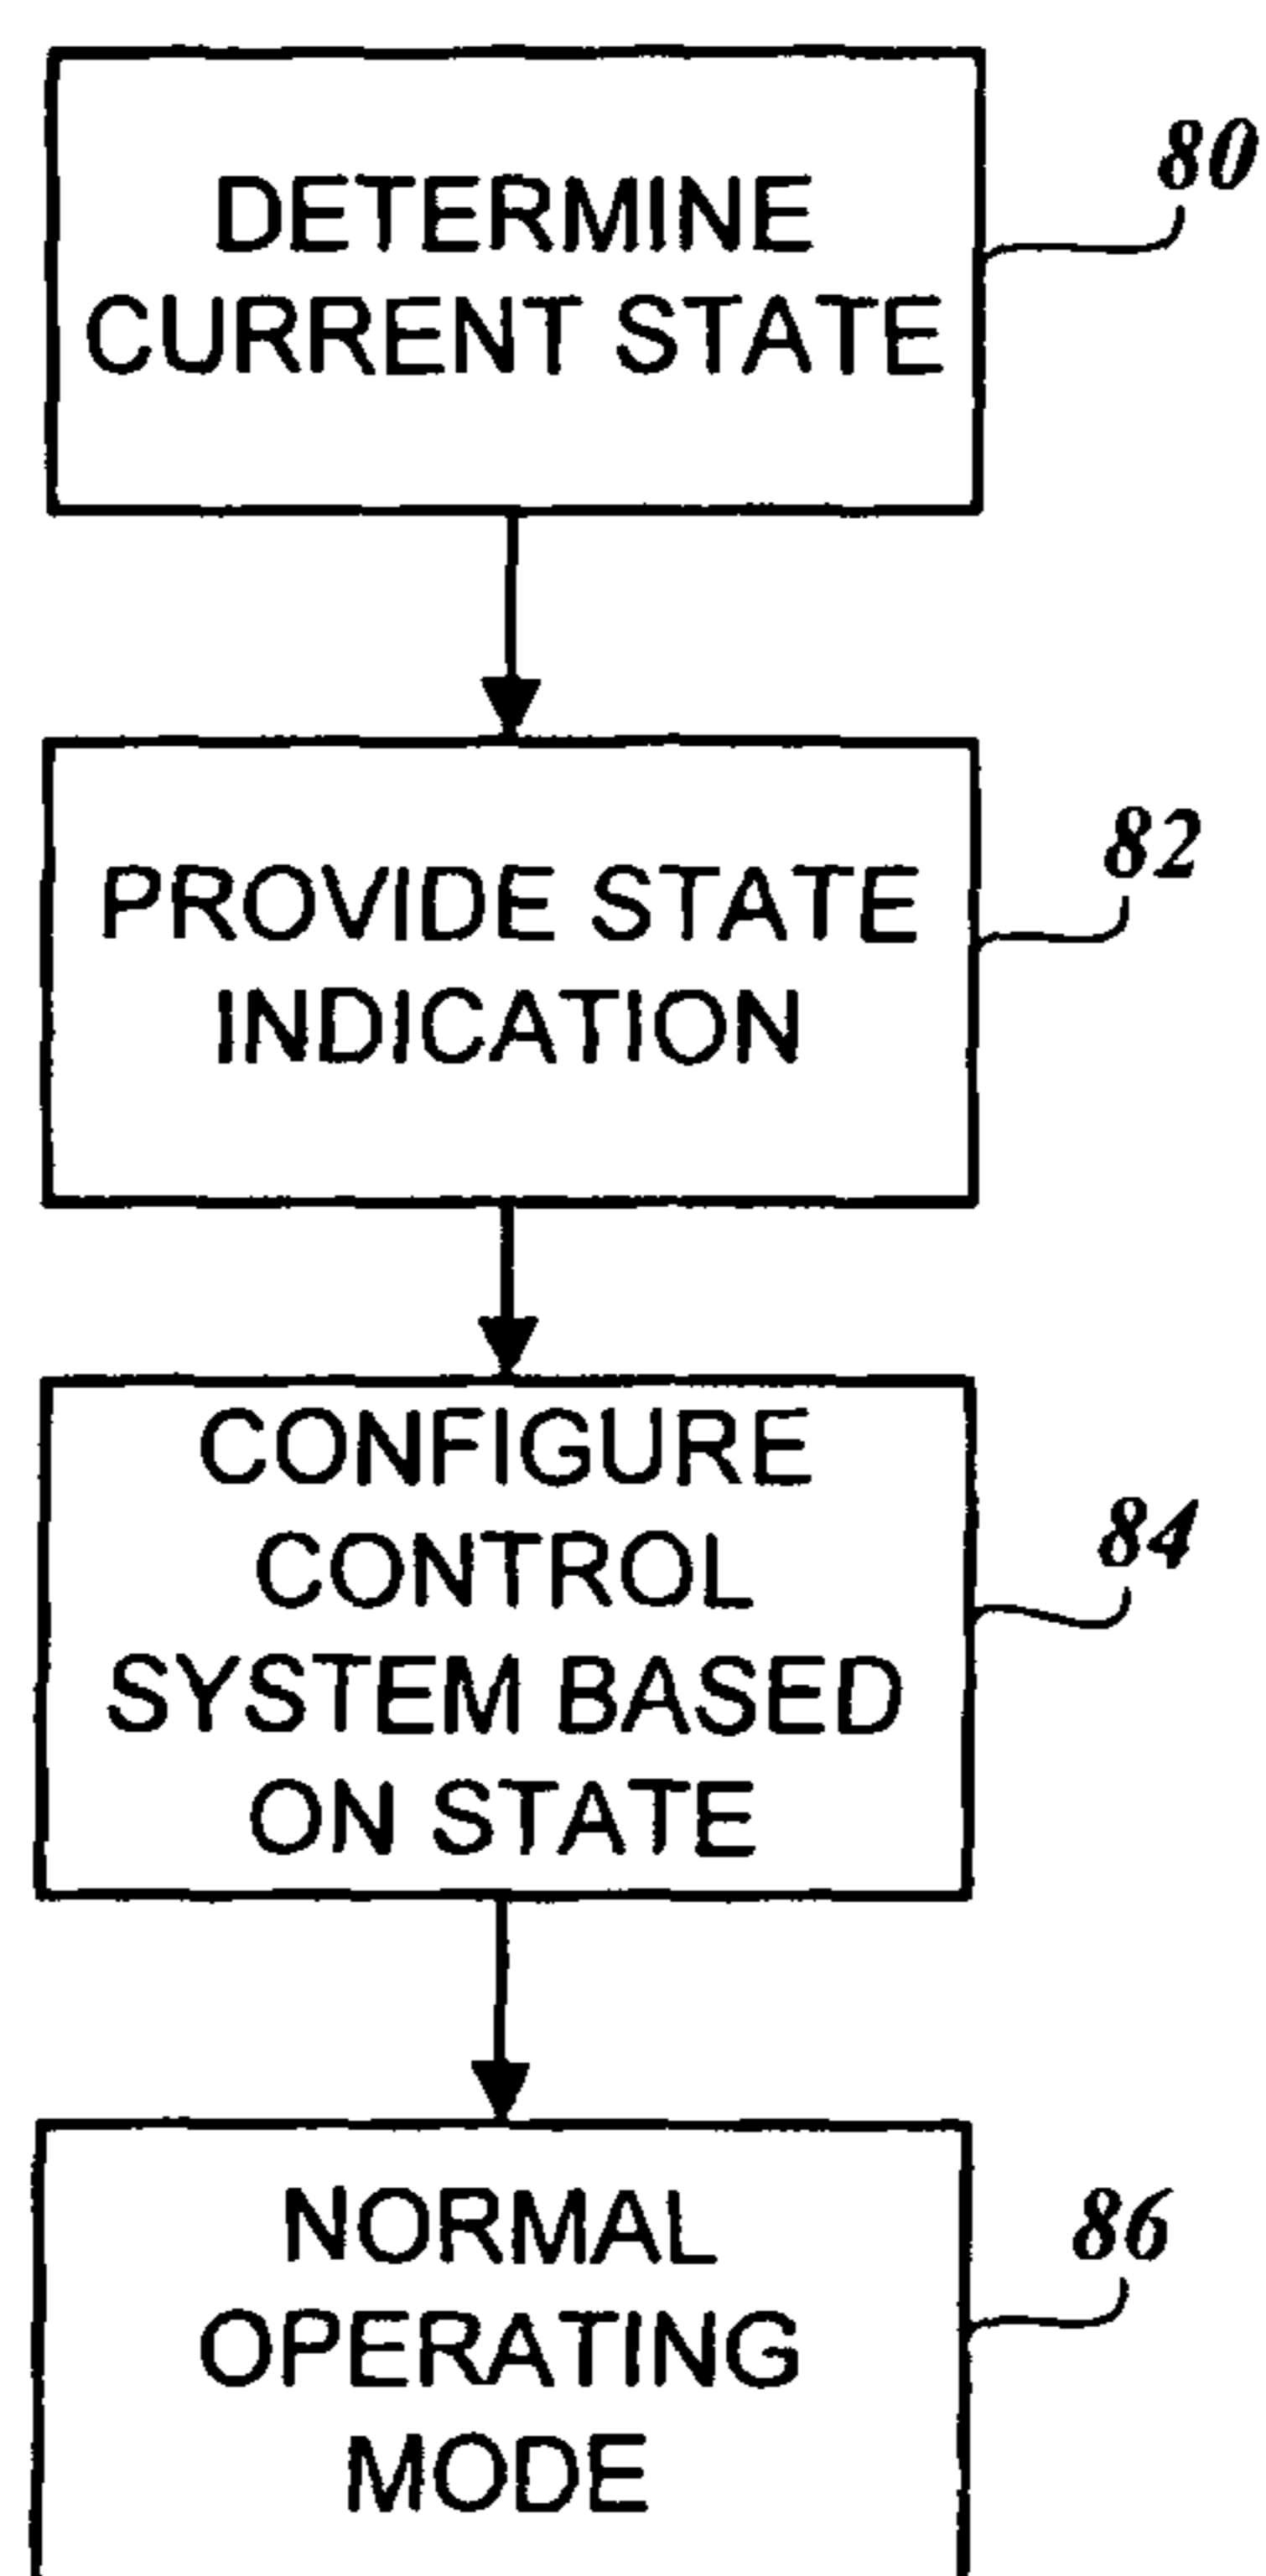 DETERMINE
CURRENT STATE
80
PROVIDE STATE
INDICATION
82
CONFIGURE
CONTROL
SYSTEM BASED
ON STATE
84
NORMAL
OPERATING
MODE
86